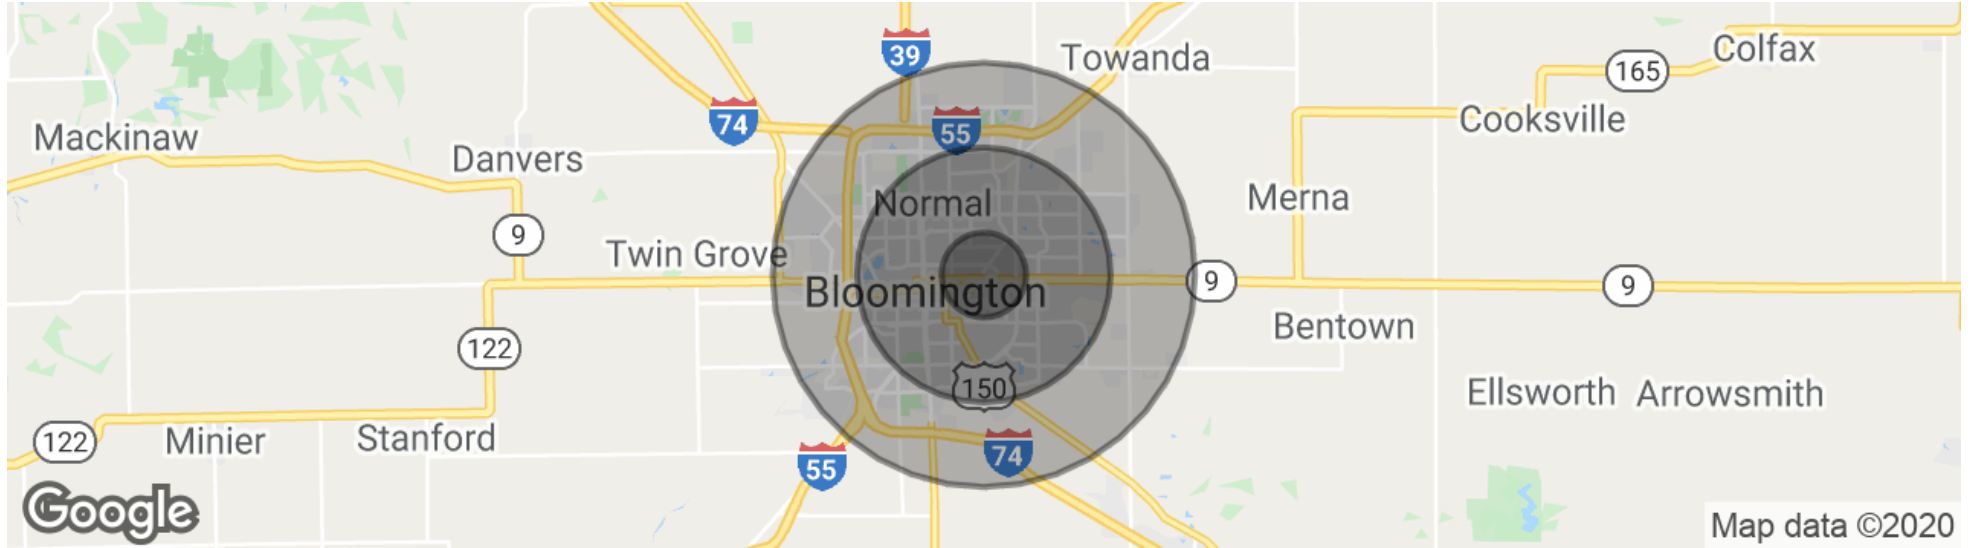 39
Towanda
Colfax
165
74
55
Cooksville
Mackinaw
Danvers
Normal
Merna
9
Twin Grove
9
9
Bloomington
Bentown
122
150
Ellsworth
Arrowsmith
122
Minier
Stanford
55
74
Google
Map data ©2020